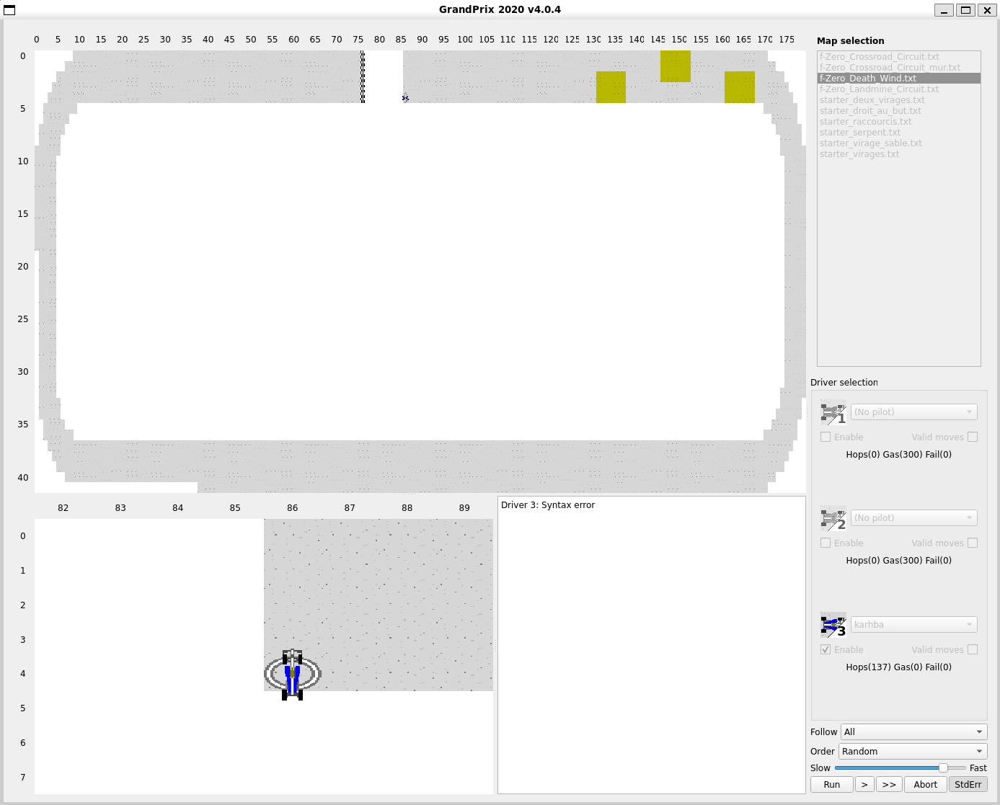 GrandPrix 2020 v4.0.4
0 5 10 15 20 25 30 35 40 45 50 55 60 65 70 75 80 85 90 95 100 105 110 115 120 125 130 135 140 145 150 155 160 165 170 175
0
5
10
15
20
25
30
35
40
82 83 84 85 86 87 88 89
0
1
2
3
4
5
6
7
Driver 3: Syntax error
Map selection
f-Zero_Crossroad_Circuit.txt
f-Zero_Crossroad_Circuit_mur.txt
f-Zero_Death_Wind.txt
f-Zero_Landmine_Circuit.txt
starter_deux_virages.txt
starter_droit_au_but.txt
starter_raccourcis.txt
starter_serpent.txt
starter_virage_sable.txt
starter_virages.txt
Driver selection
1 (No pilot)
Enable Valid moves
Hops(0) Gas(300) Fail(0)
2 (No pilot)
Enable Valid moves
Hops(0) Gas(300) Fail(0)
3 karhba
Enable Valid moves
Hops(137) Gas(0) Fail(0)
Follow All
Order Random
Slow Fast
Run > >> Abort StdErr